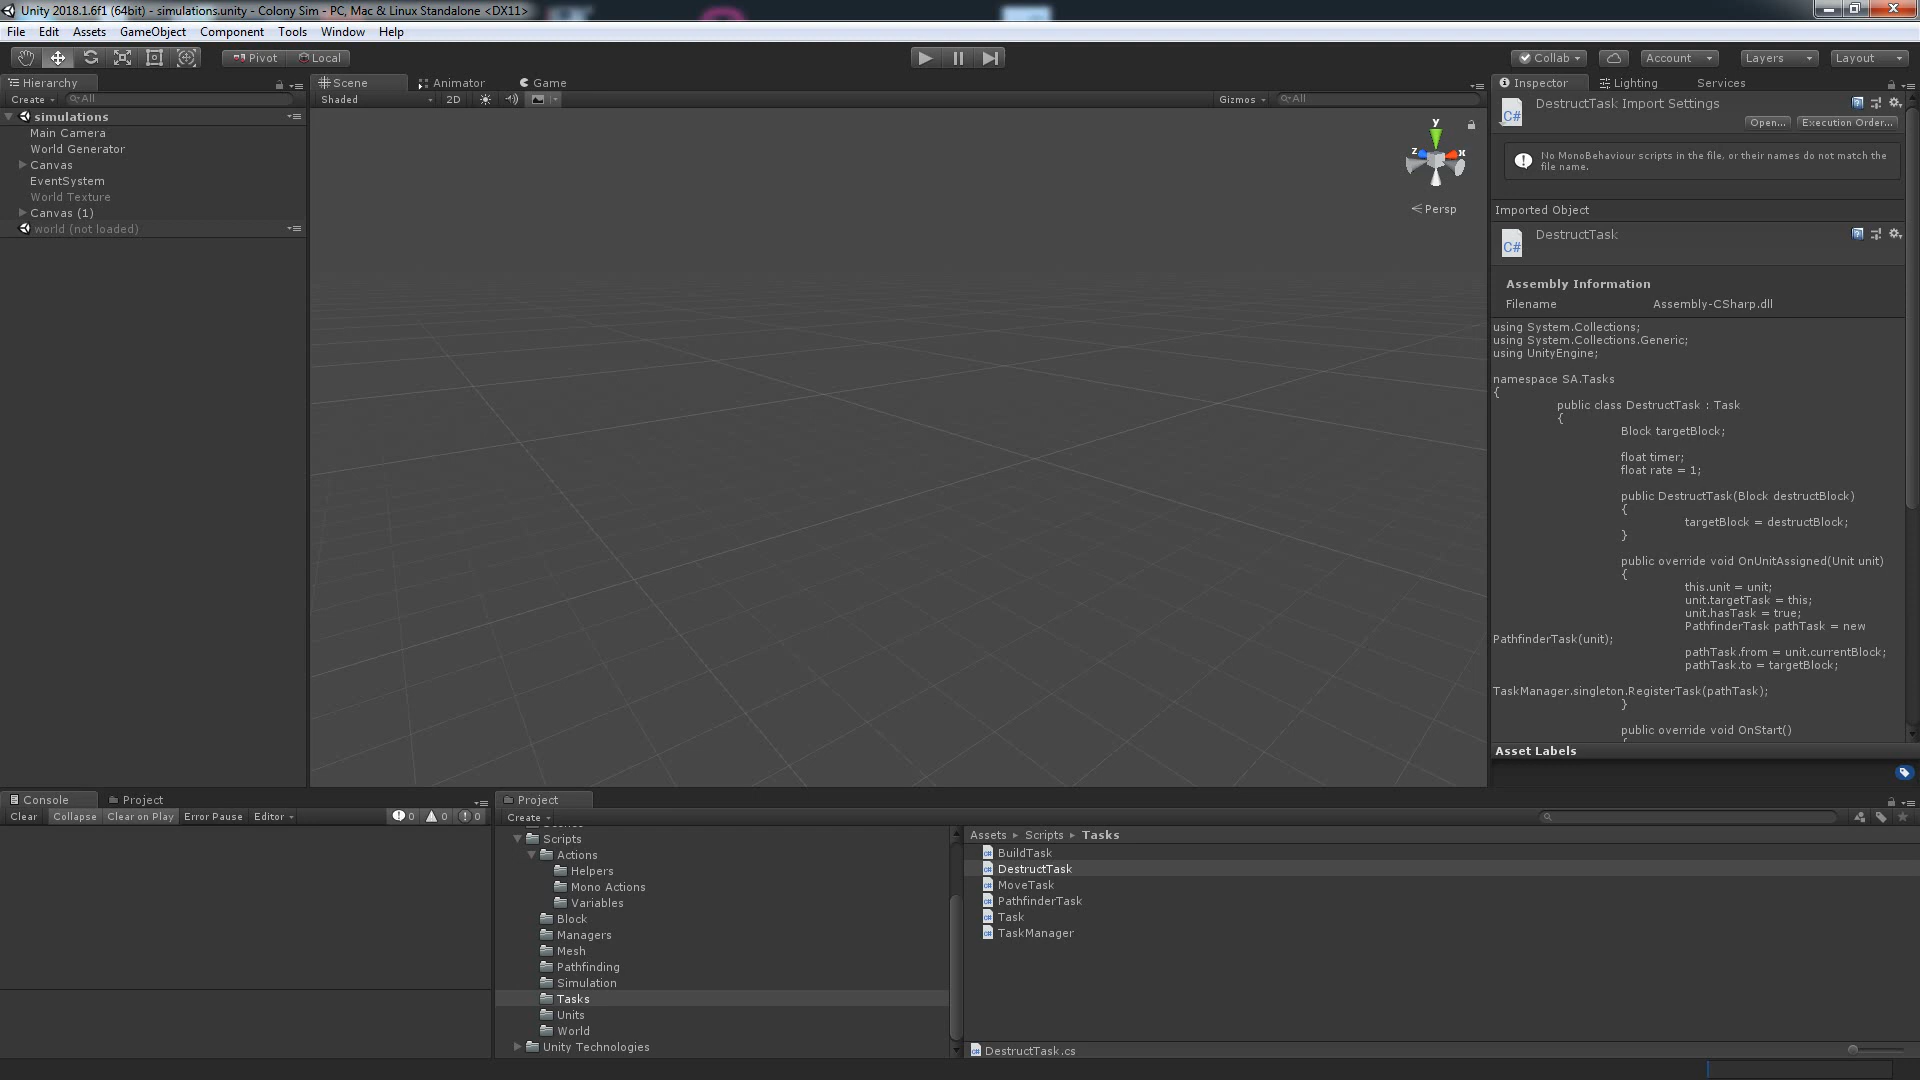 Unity 2018.1.6f1 (64bit) - simulations.unity - Colony Sim - PC, Mac & Linux Standalone <DX11>
File Edit Assets GameObject Component Tools Window Help
Pivot Local Collab Account Layers Layout
Hierarchy
Create All
simulations
Main Camera
World Generator
Canvas
EventSystem
World Texture
Canvas (1)
world (not loaded)
Scene Animator Game
Shaded 2D Gizmos All
y
z x
Persp
Inspector Lighting Services
DestructTask Import Settings
C#
Open... Execution Order...
No MonoBehaviour scripts in the file, or their names do not match the
file name.
Imported Object
DestructTask
C#
Assembly Information
Filename Assembly-CSharp.dll
using System.Collections;
using System.Collections.Generic;
using UnityEngine;
namespace SA.Tasks
{
public class DestructTask : Task
{
Block targetBlock;
float timer;
float rate = 1;
public DestructTask(Block destructBlock)
{
targetBlock = destructBlock;
}
public override void OnUnitAssigned(Unit unit)
{
this.unit = unit;
unit.targetTask = this;
unit.hasTask = true;
PathfinderTask pathTask = new
PathfinderTask(unit);
pathTask.from = unit.currentBlock;
pathTask.to = targetBlock;
TaskManager.singleton.RegisterTask(pathTask);
}
public override void OnStart()
Asset Labels
Console Project
Clear Collapse Clear on Play Error Pause Editor 0 0 0
Project
Create
Scripts
Actions
Helpers
Mono Actions
Variables
Block
Managers
Mesh
Pathfinding
Simulation
Tasks
Units
World
Unity Technologies
Assets ▸ Scripts ▸ Tasks
BuildTask
DestructTask
MoveTask
PathfinderTask
Task
TaskManager
DestructTask.cs